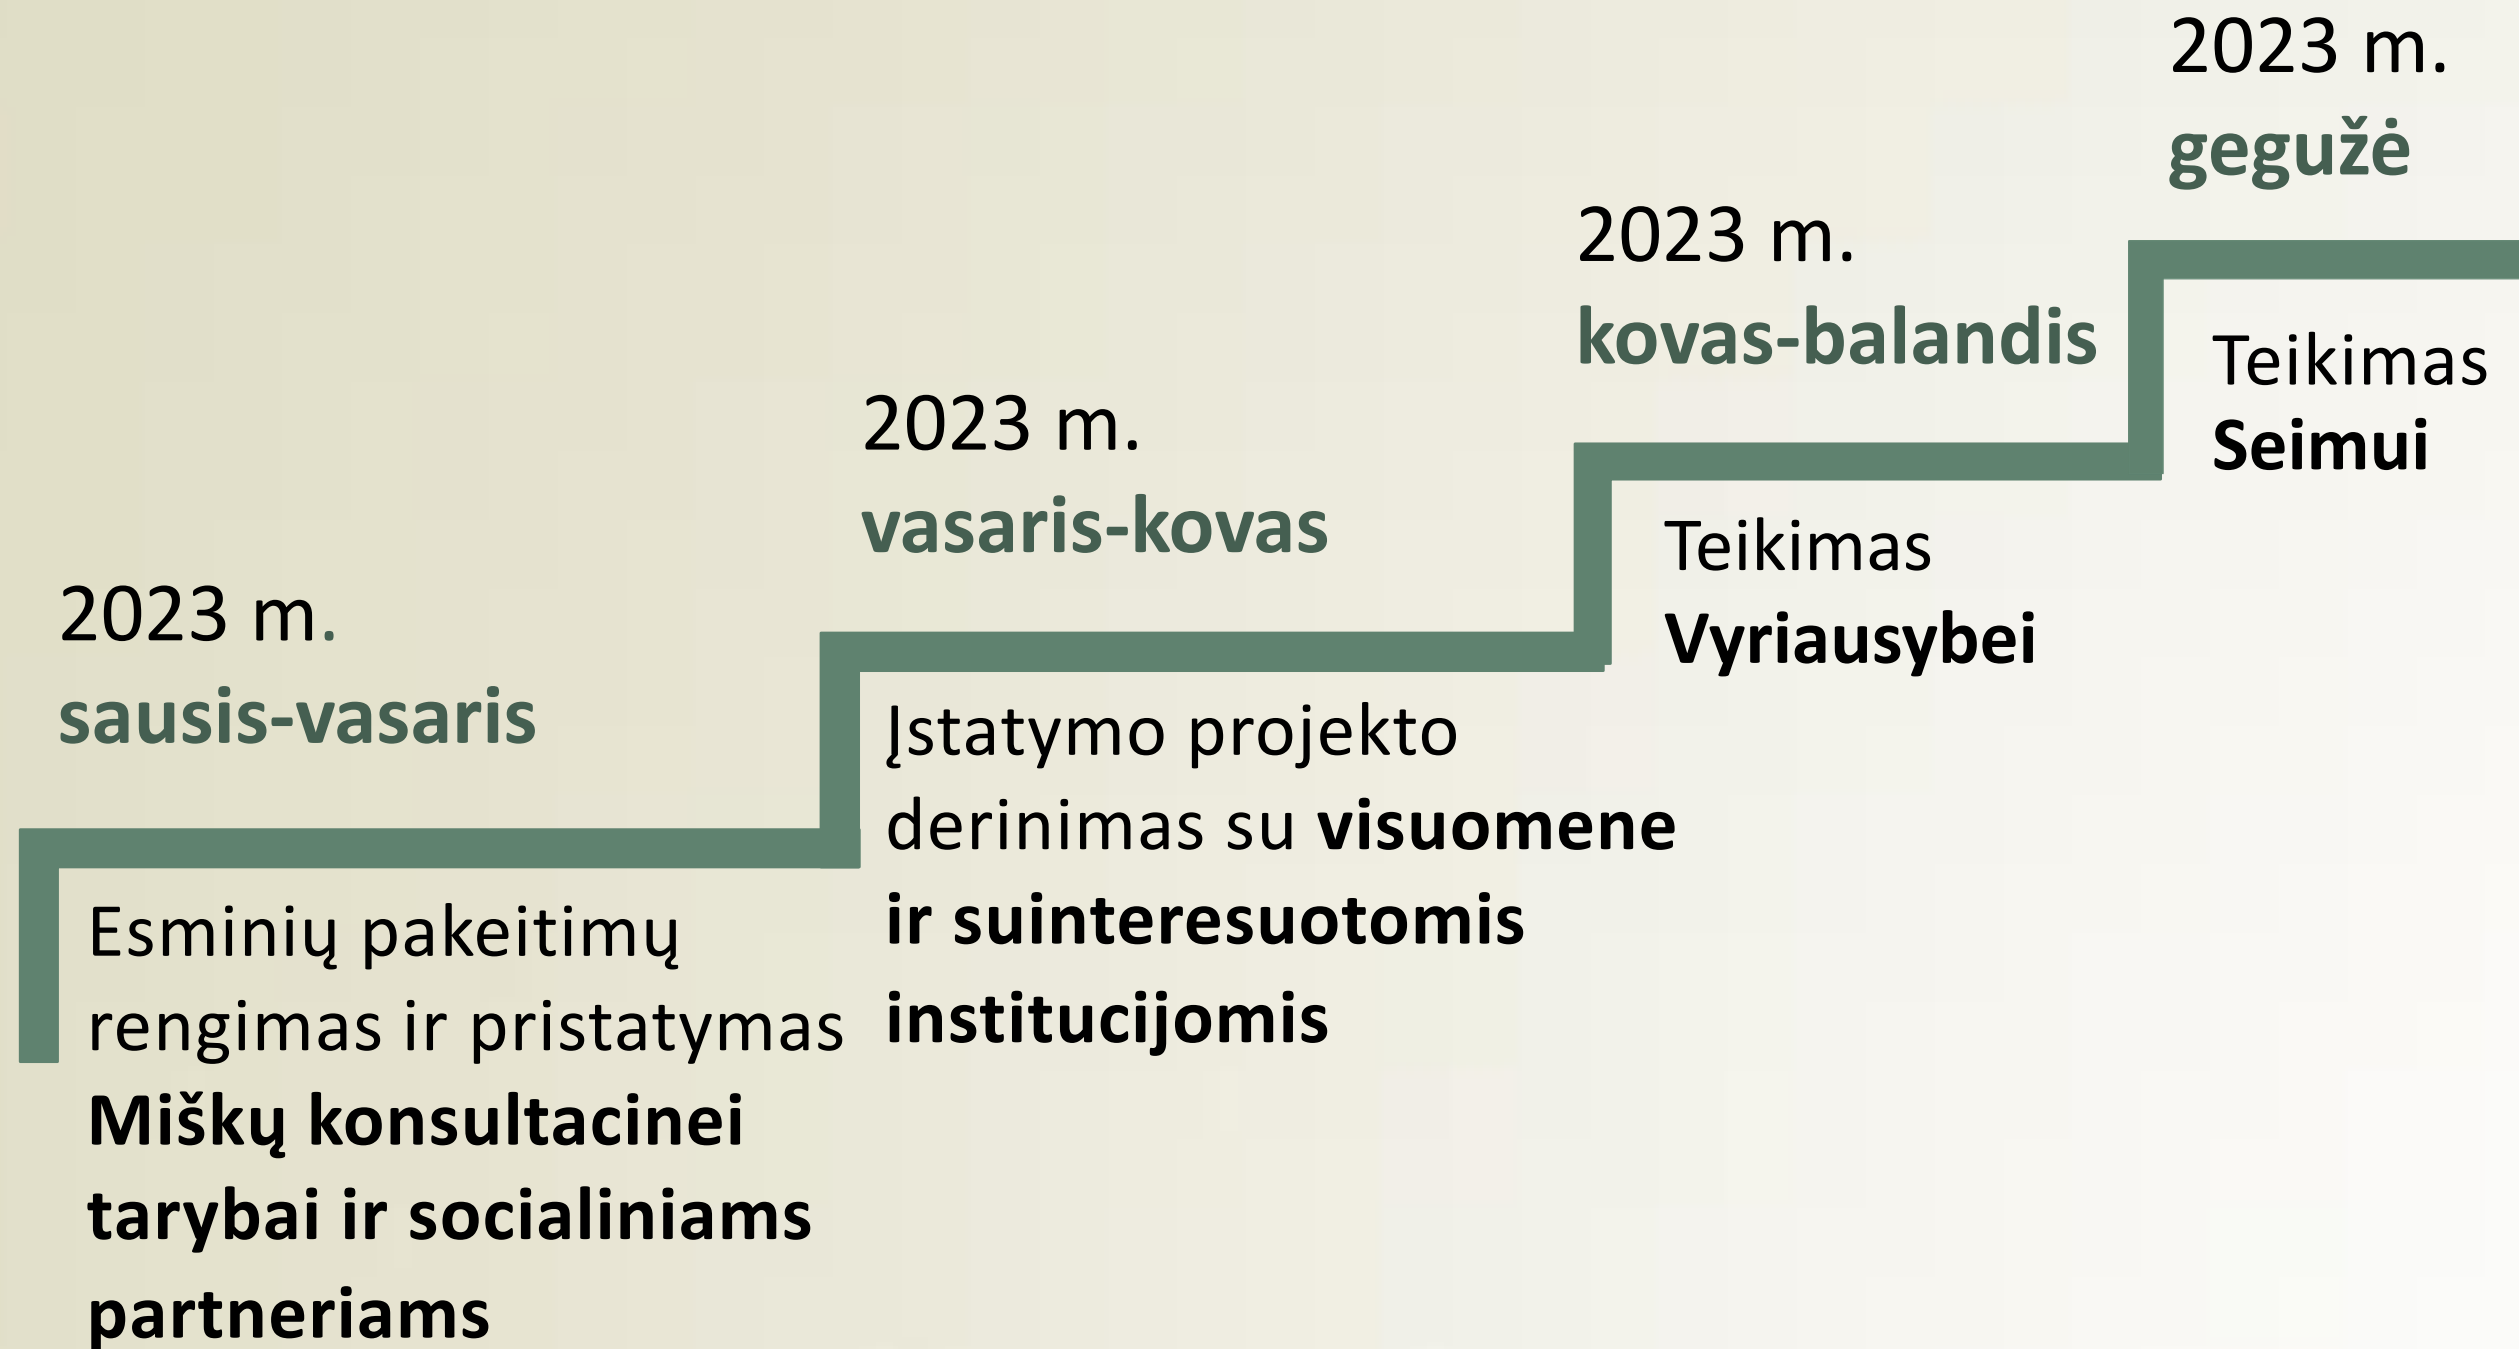 2023 m.
sausis-vasaris
Esminių pakeitimų
rengimas ir pristatymas
Miškų konsultacinei
tarybai ir socialiniams
partneriams
2023 m.
vasaris-kovas
Įstatymo projekto
derinimas su visuomene
ir suinteresuotomis
institucijomis
2023 m.
kovas-balandis
Teikimas
Vyriausybei
2023 m.
gegužė
Teikimas
Seimui